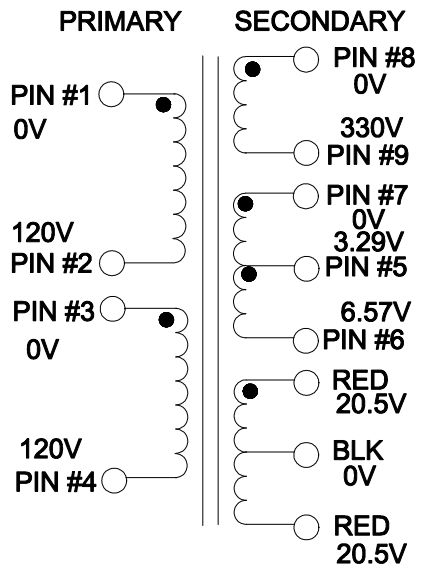 PRIMARY
SECONDARY
PIN #1
0V
120V
PIN #2
PIN #3
0V
120V
PIN #4
PIN #8
0V
330V
PIN #9
PIN #7
0V
3.29V
PIN #5
6.57V
PIN #6
RED
20.5V
BLK
0V
RED
20.5V